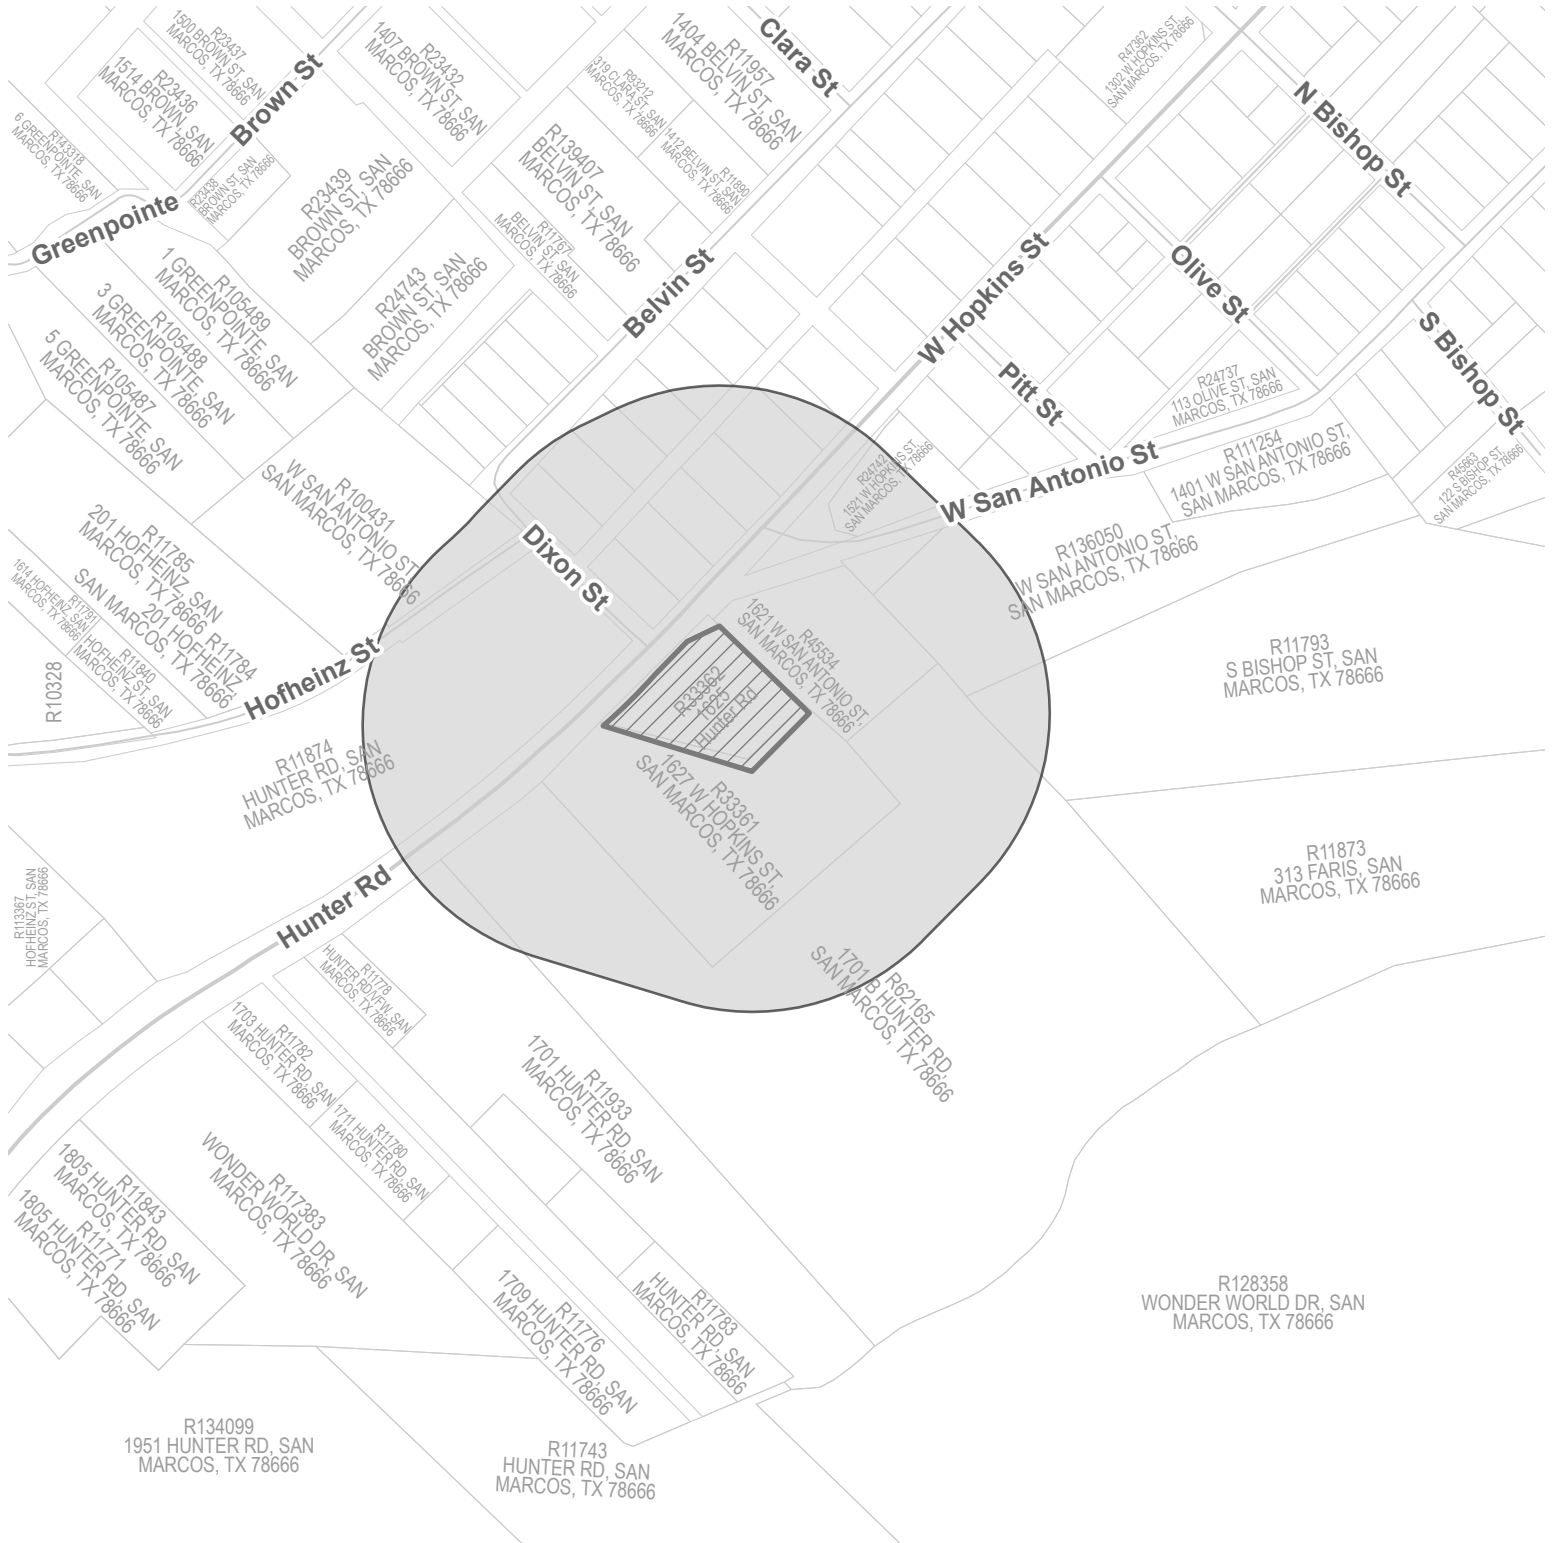 R23437
1500 BROWN ST, SAN
MARCOS, TX 78666
R23436
1514 BROWN, SAN
MARCOS, TX 78666
R143318
6 GREENPOINTE, SAN
MARCOS, TX 78666
Brown St
R23438
BROWN ST, SAN
MARCOS, TX 78666
Greenpointe
R23432
1407 BROWN ST, SAN
MARCOS, TX 78666
R23439
BROWN ST, SAN
MARCOS, TX 78666
R24743
BROWN ST, SAN
MARCOS, TX 78666
R11957
1404 BELVIN ST, SAN
MARCOS, TX 78666
R93212
319 CLARA ST, SAN
MARCOS, TX 78666
R11890
1412 BELVIN ST, SAN
MARCOS, TX 78666
R139407
BELVIN ST, SAN
MARCOS, TX 78666
R11767
BELVIN ST, SAN
MARCOS, TX 78666
Clara St
Belvin St
R47362
1302 W HOPKINS ST,
SAN MARCOS, TX 78666
N Bishop St
Olive St
W Hopkins St
Pitt St
S Bishop St
R24737
113 OLIVE ST, SAN
MARCOS, TX 78666
R111254
1401 W SAN ANTONIO ST,
SAN MARCOS, TX 78666
R45663
122 S BISHOP ST,
SAN MARCOS, TX 78666
W San Antonio St
R24742
1521 W HOPKINS ST,
SAN MARCOS, TX 78666
R136050
W SAN ANTONIO ST,
SAN MARCOS, TX 78666
R105489
1 GREENPOINTE, SAN
MARCOS, TX 78666
R105488
3 GREENPOINTE, SAN
MARCOS, TX 78666
R105487
5 GREENPOINTE, SAN
MARCOS, TX 78666
R100431
W SAN ANTONIO ST,
SAN MARCOS, TX 78666
R11785
201 HOFHEINZ, SAN
MARCOS, TX 78666
R11784
201 HOFHEINZ,
SAN MARCOS, TX
78666
R11791
1614 HOFHEINZ, SAN
MARCOS, TX 78666
R11840
HOFHEINZ ST, SAN
MARCOS, TX 78666
R10328
Hofheinz St
Dixon St
R45534
1621 W SAN ANTONIO ST,
SAN MARCOS, TX
78666
R33362
1625
Hunter Rd
R33361
1627 W HOPKINS ST,
SAN MARCOS, TX
78666
R11793
S BISHOP ST, SAN
MARCOS, TX 78666
R11874
HUNTER RD, SAN
MARCOS, TX 78666
R11873
313 FARIS, SAN
MARCOS, TX 78666
Hunter Rd
R113367
HOFHEINZ ST, SAN
MARCOS, TX 78666
R11778
HUNTER RD/VFW, SAN
MARCOS, TX 78666
R62165
1701 B HUNTER RD,
SAN MARCOS, TX
78666
R11782
1703 HUNTER RD, SAN
MARCOS, TX 78666
R11780
1711 HUNTER RD, SAN
MARCOS, TX 78666
R11933
1701 HUNTER RD, SAN
MARCOS, TX 78666
R11843
1805 HUNTER RD, SAN
MARCOS, TX 78666
R11771
1805 HUNTER RD, SAN
MARCOS, TX 78666
R117383
WONDER WORLD DR, SAN
MARCOS, TX 78666
R11776
1709 HUNTER RD, SAN
MARCOS, TX 78666
R11783
HUNTER RD, SAN
MARCOS, TX 78666
R128358
WONDER WORLD DR, SAN
MARCOS, TX 78666
R134099
1951 HUNTER RD, SAN
MARCOS, TX 78666
R11743
HUNTER RD, SAN
MARCOS, TX 78666